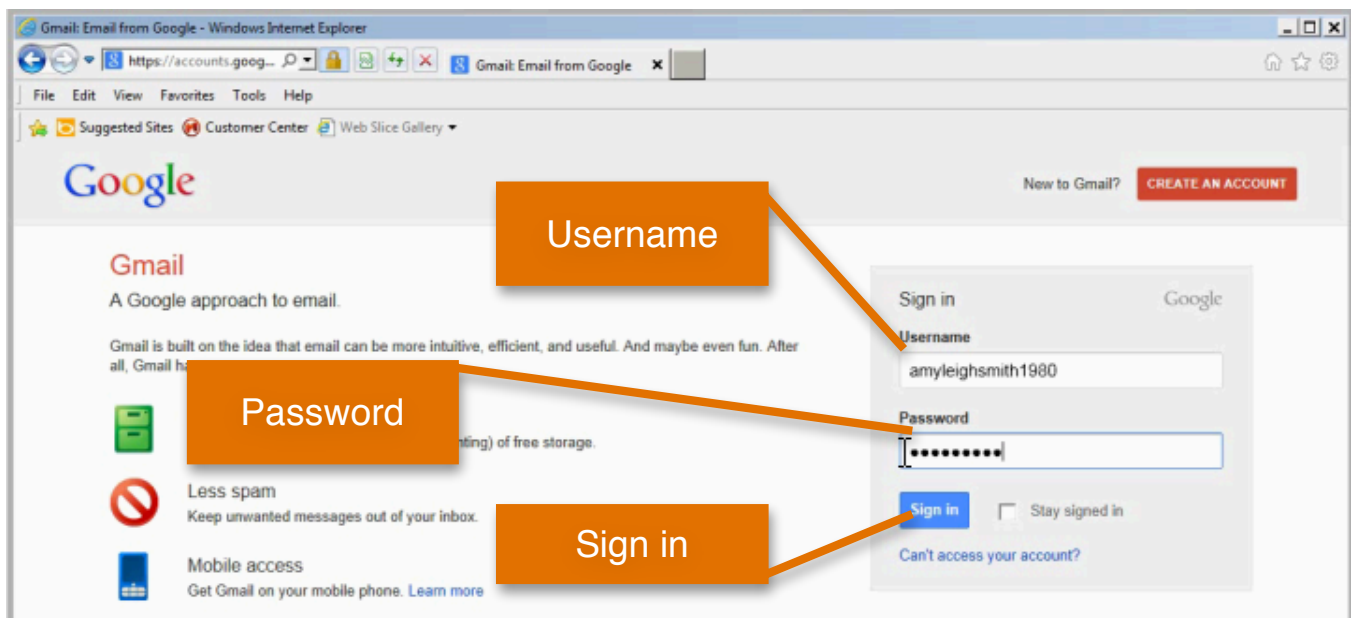 Gmail: Email from Google - Windows Internet Explorer
https://accounts.goog... Gmail: Email from Google
File Edit View Favorites Tools Help
Suggested Sites Customer Center Web Slice Gallery
Google
New to Gmail? CREATE AN ACCOUNT
Username
Gmail
A Google approach to email.
Gmail is built on the idea that email can be more intuitive, efficient, and useful. And maybe even fun. After
all, Gmail
Password
nting) of free storage.
Less spam
Keep unwanted messages out of your inbox.
Sign in
Mobile access
Get Gmail on your mobile phone. Learn more
Sign in Google
Username
amyleighsmith1980
Password
•••••••••
Sign in Stay signed in
Can't access your account?